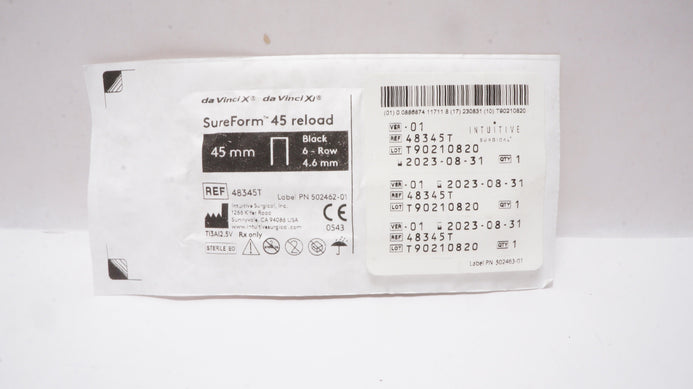 da Vinci X® da Vinci Xi®
SureForm™ 45 reload
45 mm
Black
6 - Row
4.6 mm
REF 48345T
Label PN 502462-01
Intuitive Surgical, Inc.
1266 Kifer Road
Sunnyvale, CA 94086 USA
www.intuitivesurgical.com
CE
0543
Ti3Al2.5V Rx only
STERILE EO
(01) 0 0886874 11711 8 (17) 230831 (10) T90210820
VER -01
INTUITIVE
SURGICAL
REF 48345T
LOT T90210820
2023-08-31 QTY 1
VER -01 2023-08-31
REF 48345T
LOT T90210820 QTY 1
VER -01 2023-08-31
REF 48345T
LOT T90210820 QTY 1
Label PN 502463-01